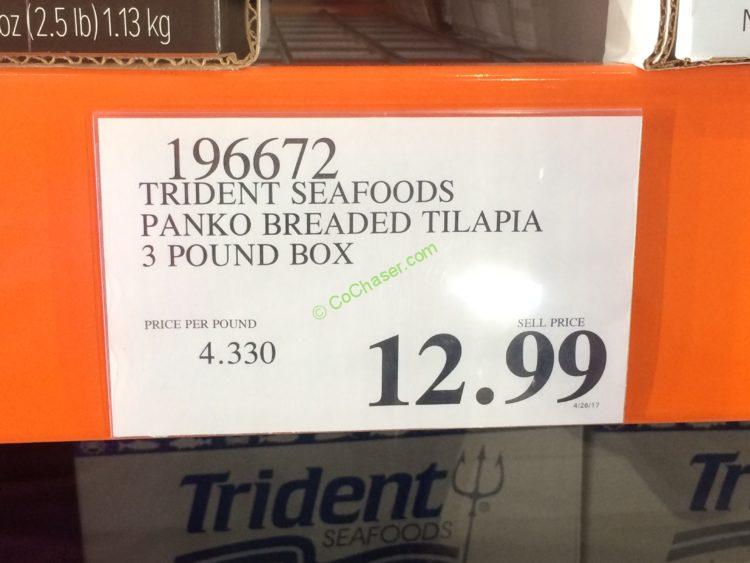 oz (2.5 lb) 1.13 kg
196672
TRIDENT SEAFOODS
PANKO BREADED TILAPIA
3 POUND BOX
© CoChaser.com
PRICE PER POUND
SELL PRICE
4.330
12.99
4/26/17
Trident
SEAFOODS
Tr